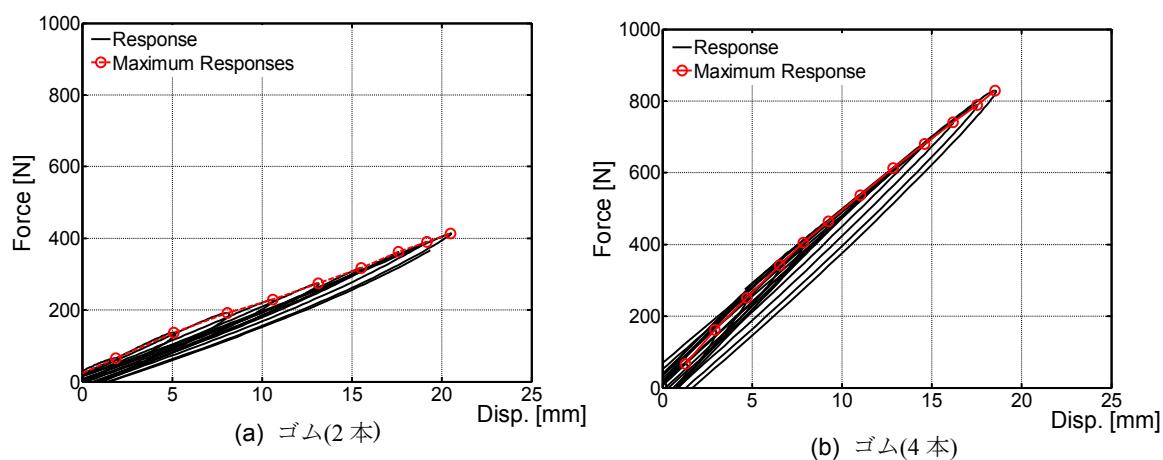 1000
800
600
400
200
0
Force [N]
Response
Maximum Responses
0 5 10 15 20 25
Disp. [mm]
(a) ゴム(2 本)
1000
800
600
400
200
0
Force [N]
Response
Maximum Response
0 5 10 15 20 25
Disp. [mm]
(b) ゴム(4 本)